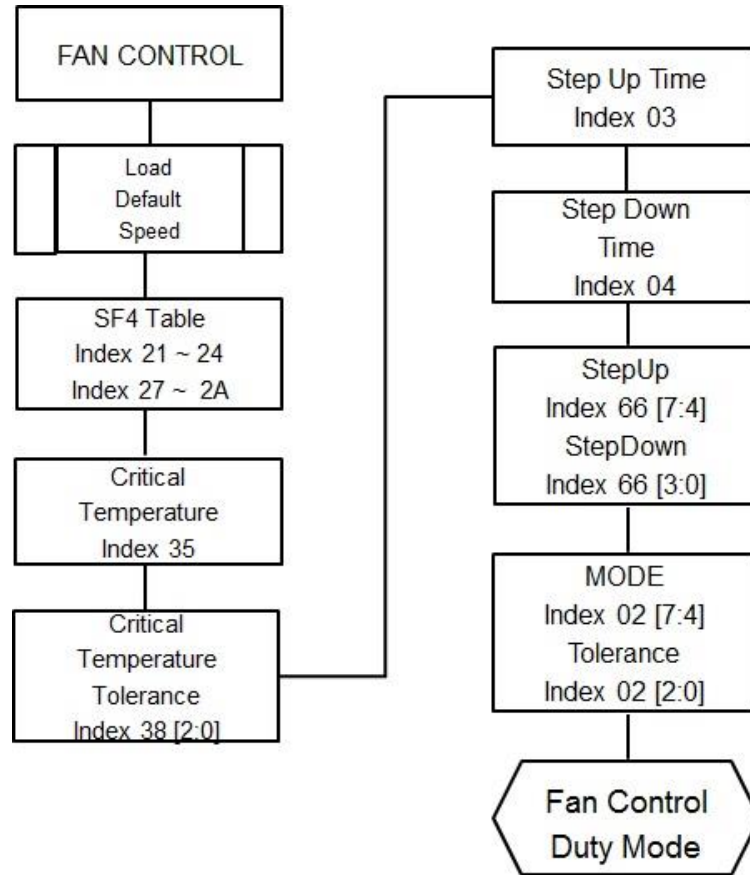 FAN CONTROL
Load
Default
Speed
SF4 Table
Index 21 ~ 24
Index 27 ~ 2A
Critical
Temperature
Index 35
Critical
Temperature
Tolerance
Index 38 [2:0]
Step Up Time
Index 03
Step Down
Time
Index 04
StepUp
Index 66 [7:4]
StepDown
Index 66 [3:0]
MODE
Index 02 [7:4]
Tolerance
Index 02 [2:0]
Fan Control
Duty Mode